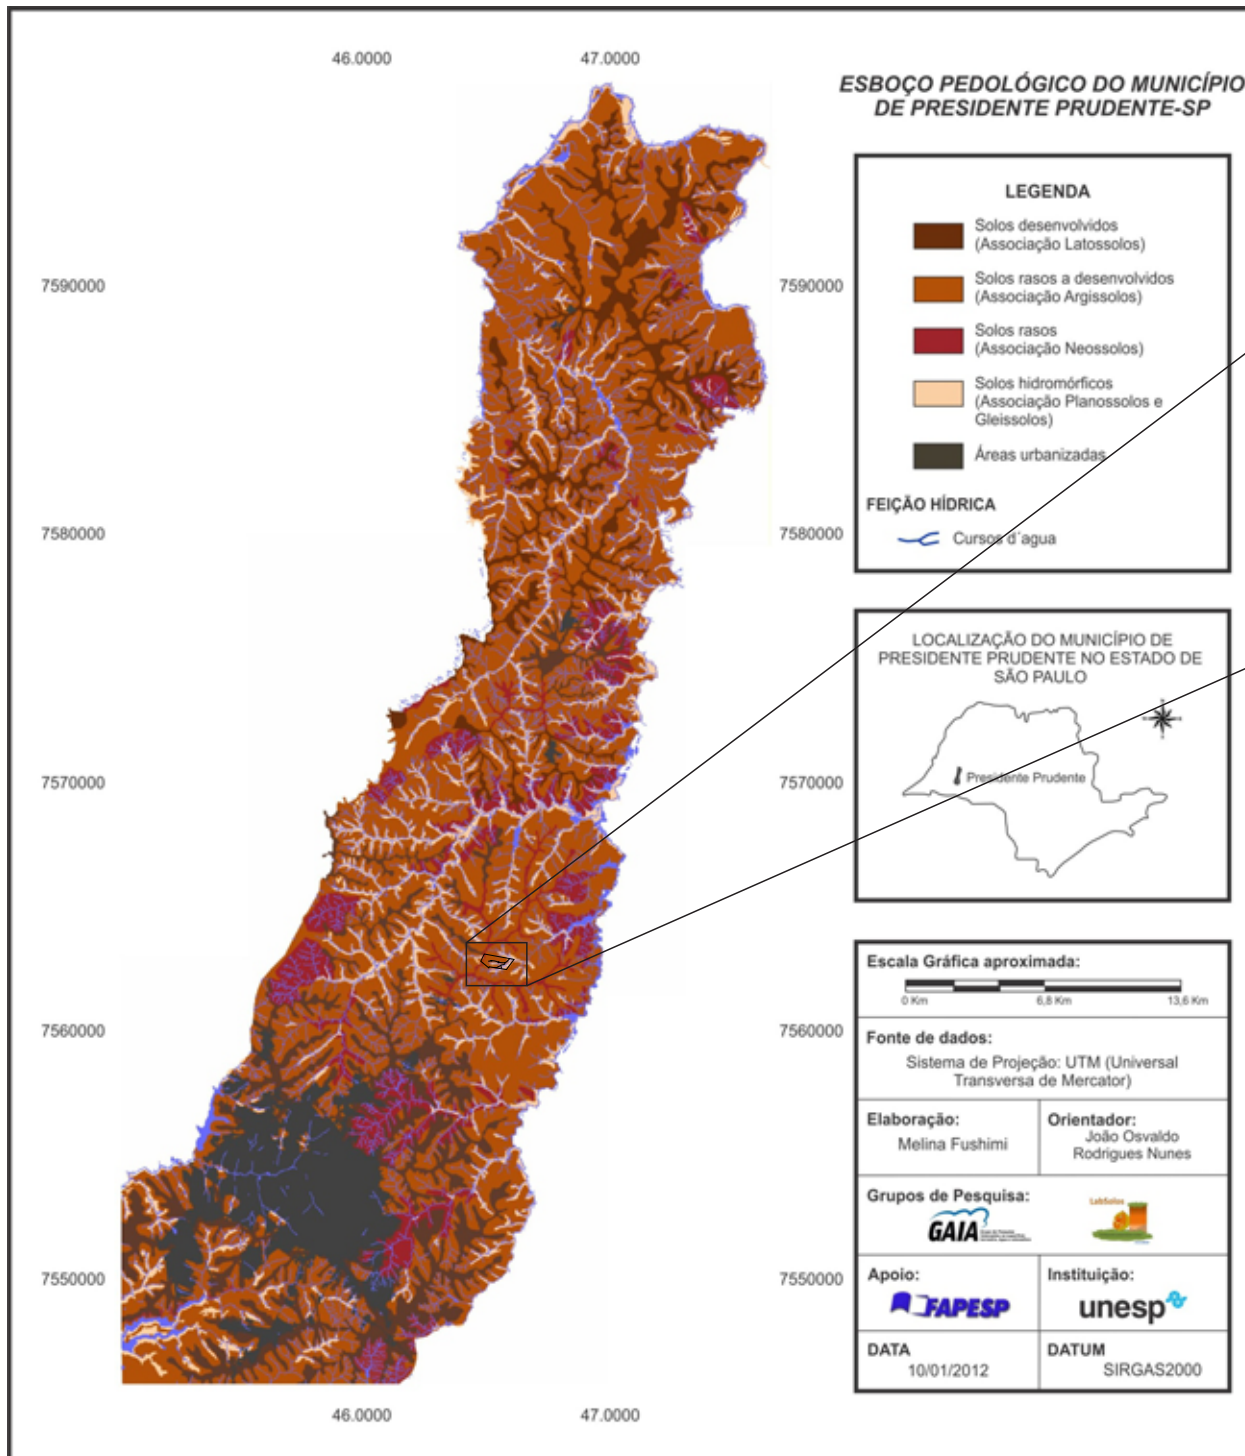 46.0000
47.0000
ESBOÇO PEDOLÓGICO DO MUNICÍPIO
DE PRESIDENTE PRUDENTE-SP
LEGENDA
Solos desenvolvidos
(Associação Latossolos)
Solos rasos a desenvolvidos
(Associação Argissolos)
Solos rasos
(Associação Neossolos)
Solos hidromórficos
(Associação Planossolos e
Gleissolos)
Áreas urbanizadas
FEIÇÃO HÍDRICA
Cursos d´agua
7590000
7590000
7580000
7580000
7570000
7570000
7560000
7560000
7550000
7550000
LOCALIZAÇÃO DO MUNICÍPIO DE
PRESIDENTE PRUDENTE NO ESTADO DE
SÃO PAULO
Presidente Prudente
Escala Gráfica aproximada:
0 Km
6,8 Km
13,6 Km
Fonte de dados:
Sistema de Projeção: UTM (Universal
Transversa de Mercator)
Elaboração:
Melina Fushimi
Orientador:
João Osvaldo
Rodrigues Nunes
Grupos de Pesquisa:
GAIA
LabSolos
Apoio:
FAPESP
Instituição:
unesp
DATA
10/01/2012
DATUM
SIRGAS2000
46.0000
47.0000